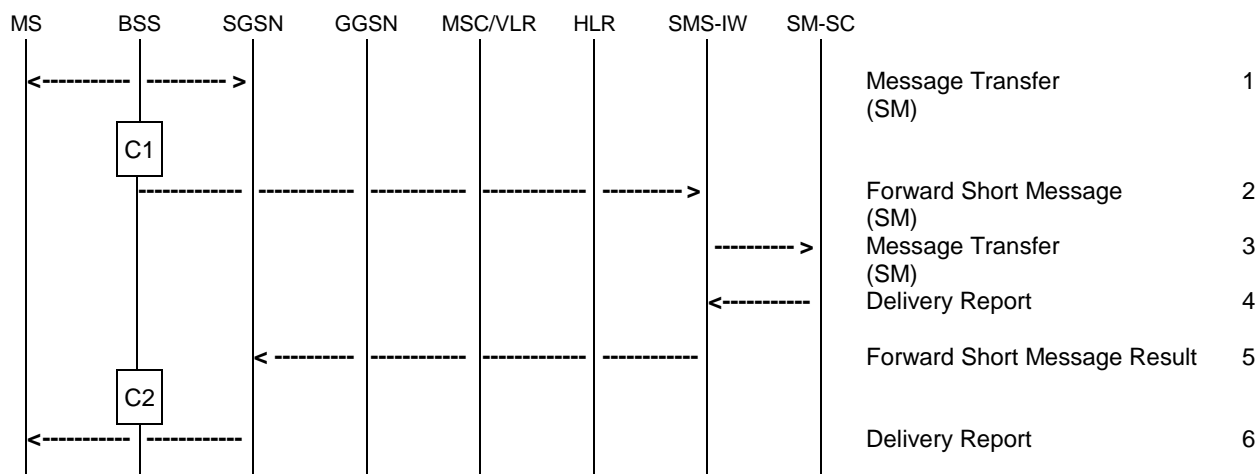 MS BSS SGSN GGSN MSC/VLR HLR SMS-IW SM-SC
Message Transfer 1
(SM)
C1
Forward Short Message 2
(SM)
Message Transfer 3
(SM)
Delivery Report 4
Forward Short Message Result 5
C2
Delivery Report 6